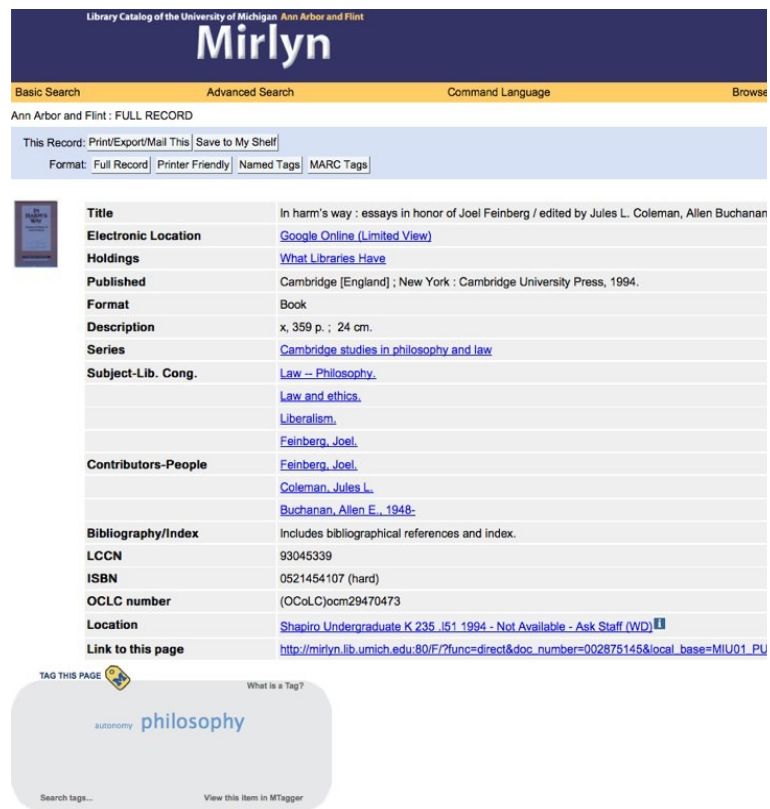 Library Catalog of the University of Michigan Ann Arbor and Flint
Mirlyn
Basic Search Advanced Search Command Language Browse
Ann Arbor and Flint : FULL RECORD
This Record: Print/Export/Mail This Save to My Shelf
Format: Full Record Printer Friendly Named Tags MARC Tags
IN HARM'S WAY
Title In harm's way : essays in honor of Joel Feinberg / edited by Jules L. Coleman, Allen Buchanan
Electronic Location Google Online (Limited View)
Holdings What Libraries Have
Published Cambridge [England] ; New York : Cambridge University Press, 1994.
Format Book
Description x, 359 p. ; 24 cm.
Series Cambridge studies in philosophy and law
Subject-Lib. Cong. Law -- Philosophy.
Law and ethics.
Liberalism.
Feinberg, Joel.
Contributors-People Feinberg, Joel.
Coleman, Jules L.
Buchanan, Allen E., 1948-
Bibliography/Index Includes bibliographical references and index.
LCCN 93045339
ISBN 0521454107 (hard)
OCLC number (OCoLC)ocm29470473
Location Shapiro Undergraduate K 235 .I51 1994 - Not Available - Ask Staff (WD) i
Link to this page http://mirlyn.lib.umich.edu:80/F/?func=direct&doc_number=002875145&local_base=MIU01_PU
TAG THIS PAGE M
What is a Tag?
autonomy philosophy
Search tags... View this item in MTagger